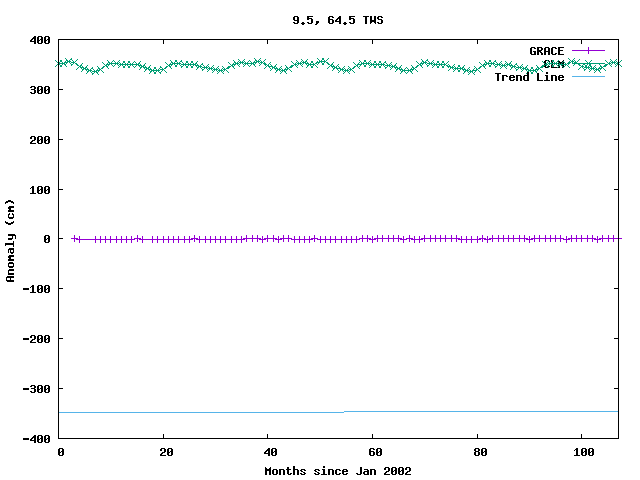 9.5, 64.5 TWS
GRACE
CLM
Trend Line
400
300
200
100
0
-100
-200
-300
-400
Anomaly (cm)
0 20 40 60 80 100
Months since Jan 2002